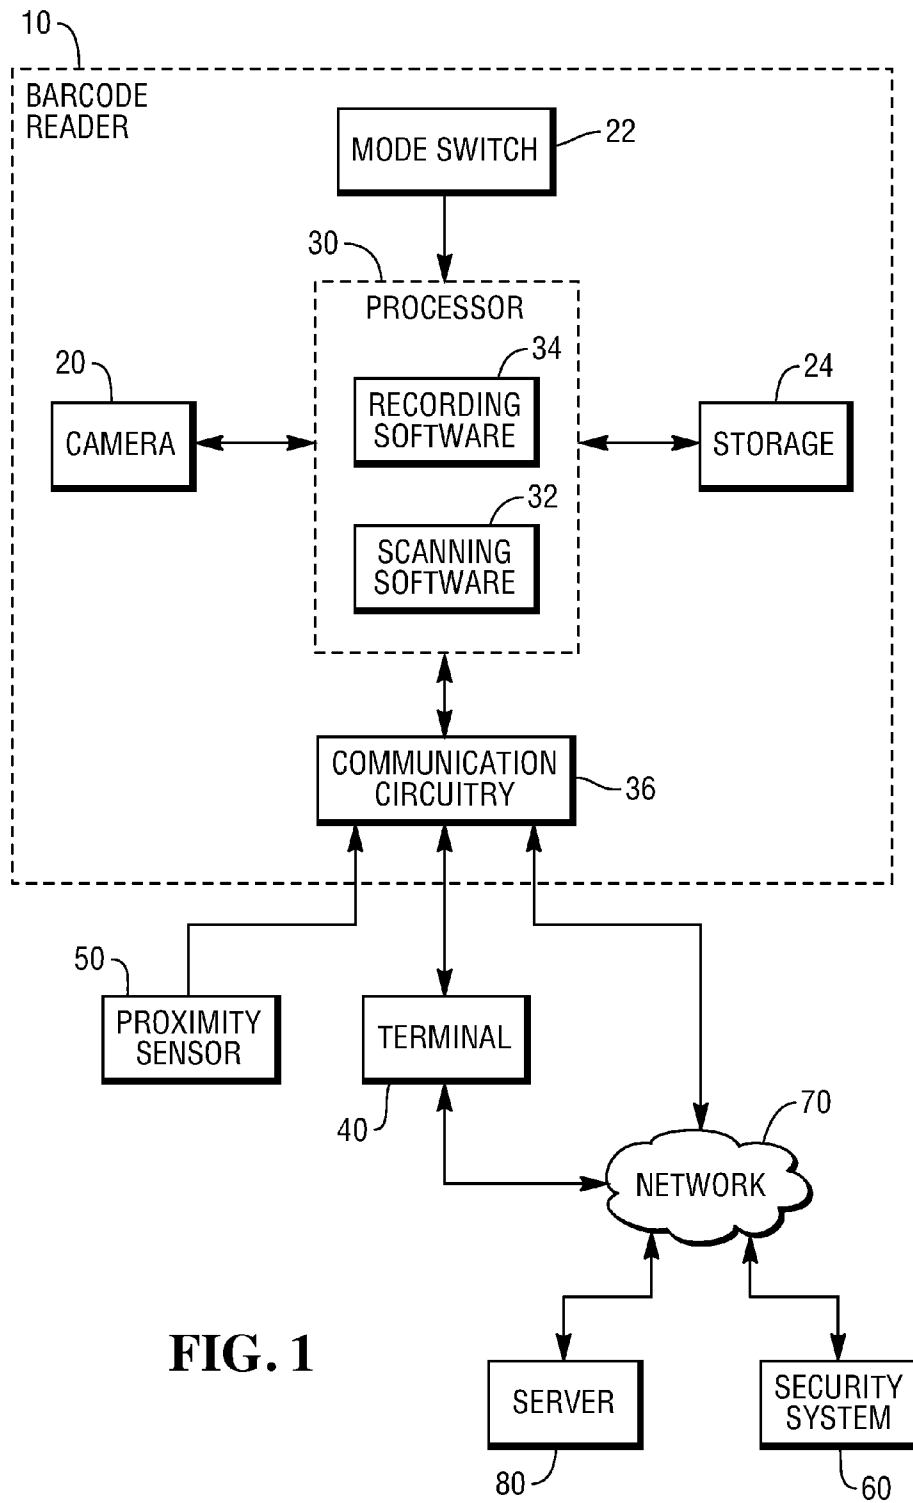 10
BARCODE
READER
MODE SWITCH
22
30
PROCESSOR
20
CAMERA
34
RECORDING
SOFTWARE
24
STORAGE
32
SCANNING
SOFTWARE
COMMUNICATION
CIRCUITRY
36
50
PROXIMITY
SENSOR
TERMINAL
40
70
NETWORK
FIG. 1
SERVER
80
SECURITY
SYSTEM
60